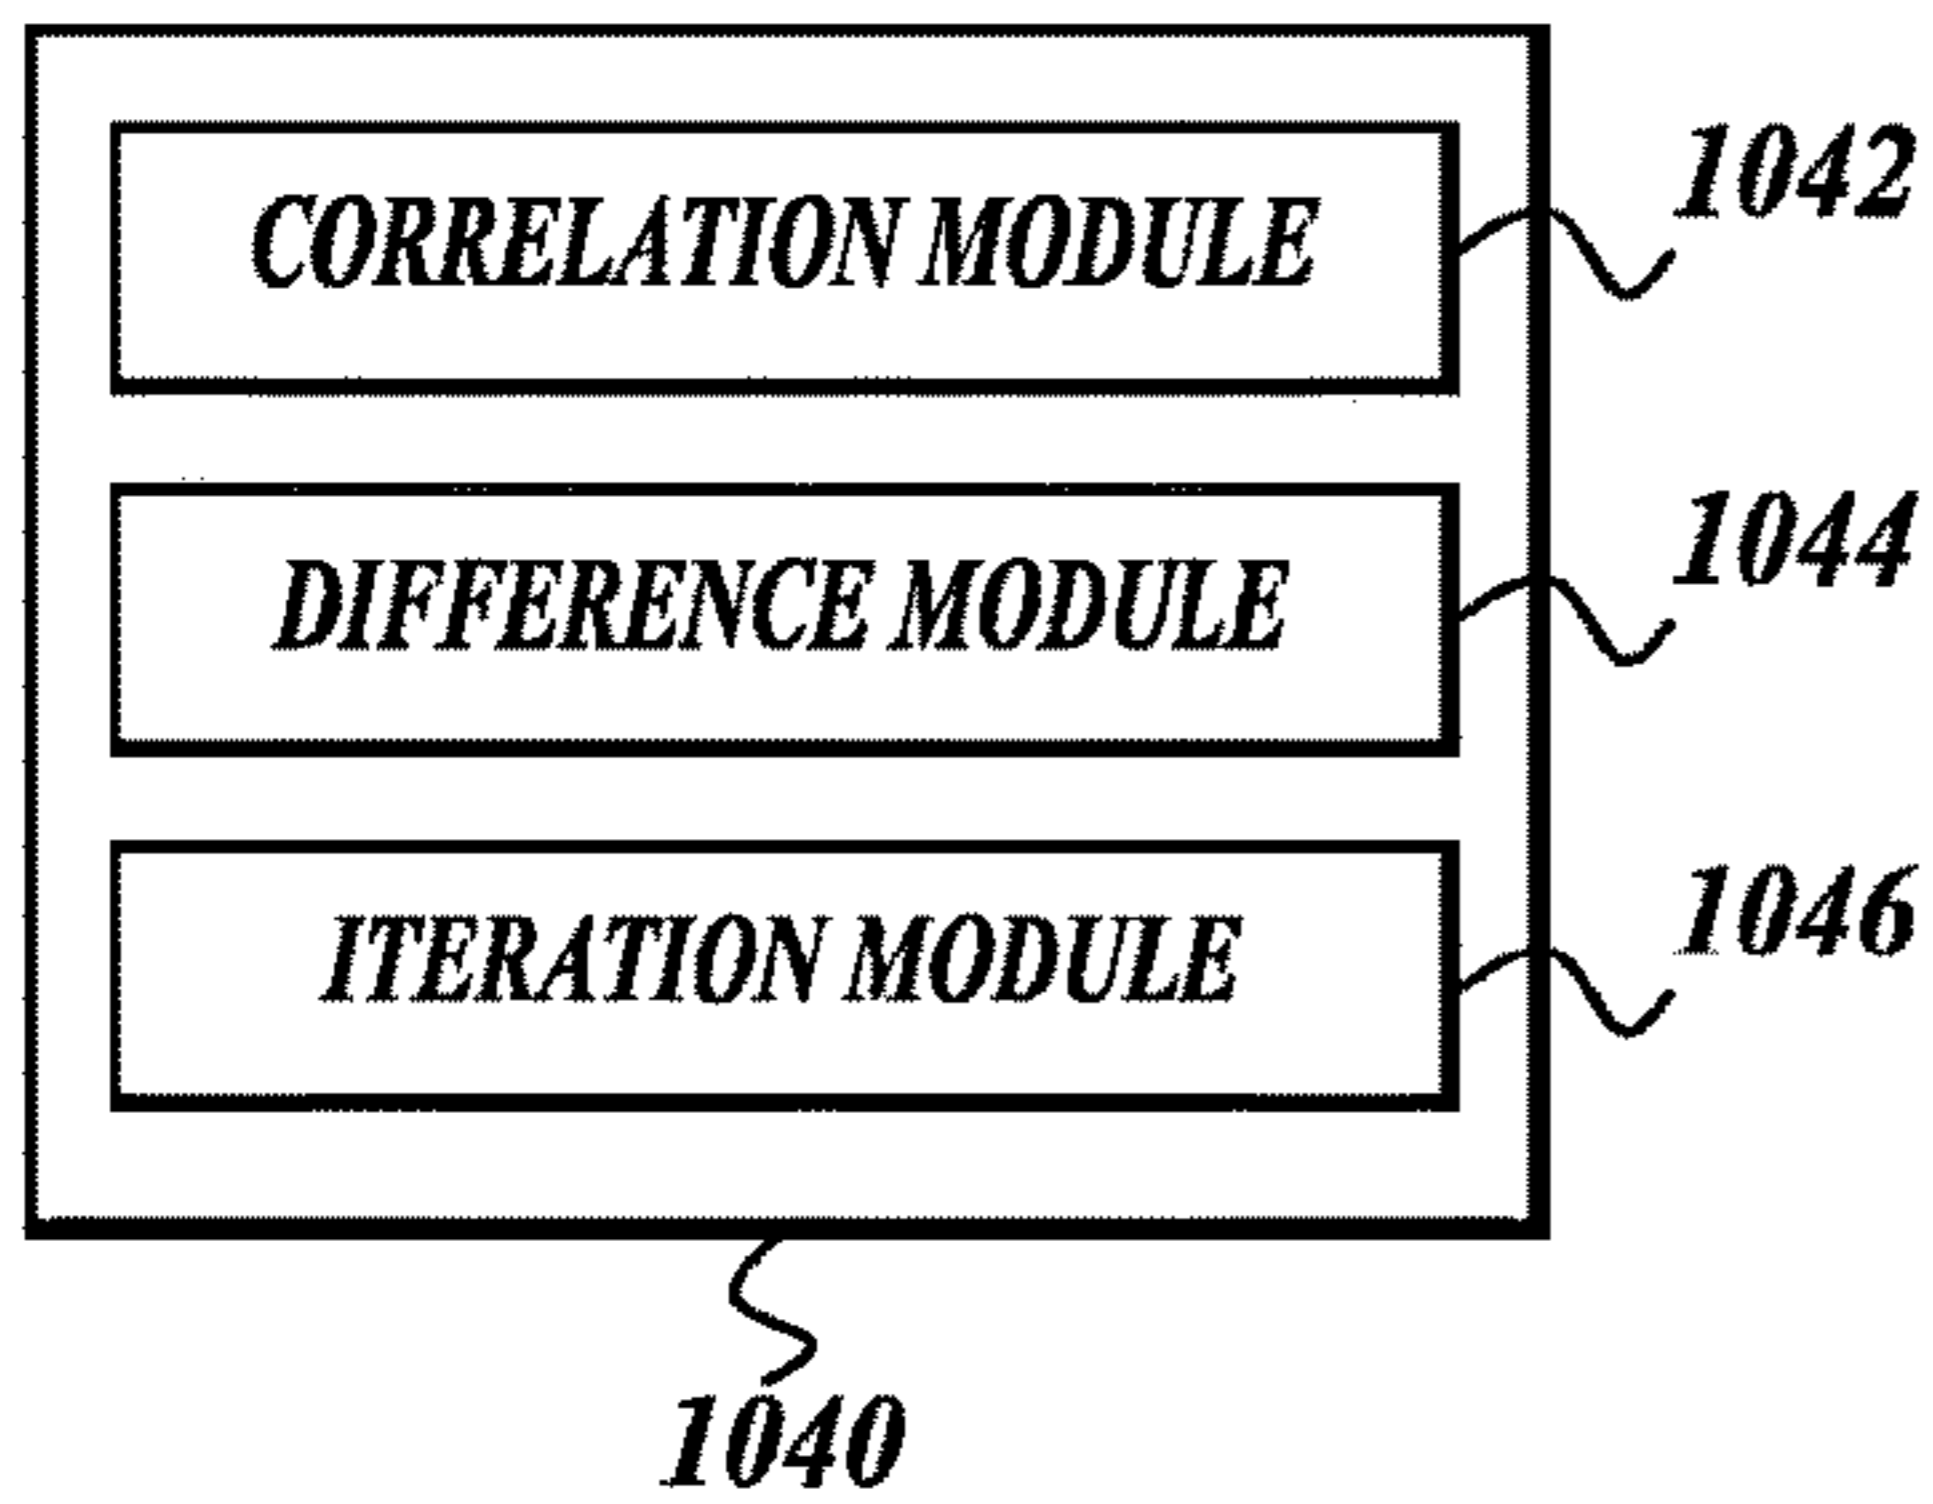 CORRELATION MODULE
1042
DIFFERENCE MODULE
1044
ITERATION MODULE
1046
1040